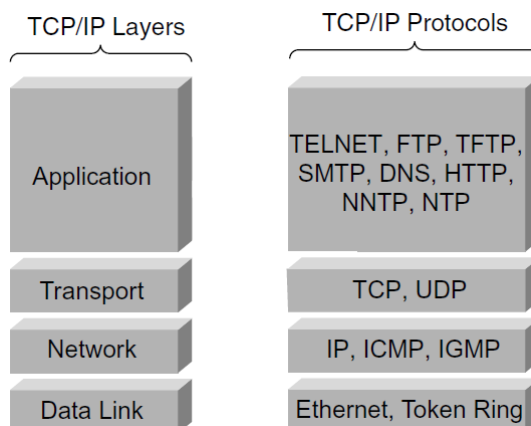 TCP/IP Layers
TCP/IP Protocols
Application
TELNET, FTP, TFTP,
SMTP, DNS, HTTP,
NNTP, NTP
Transport
TCP, UDP
Network
IP, ICMP, IGMP
Data Link
Ethernet, Token Ring